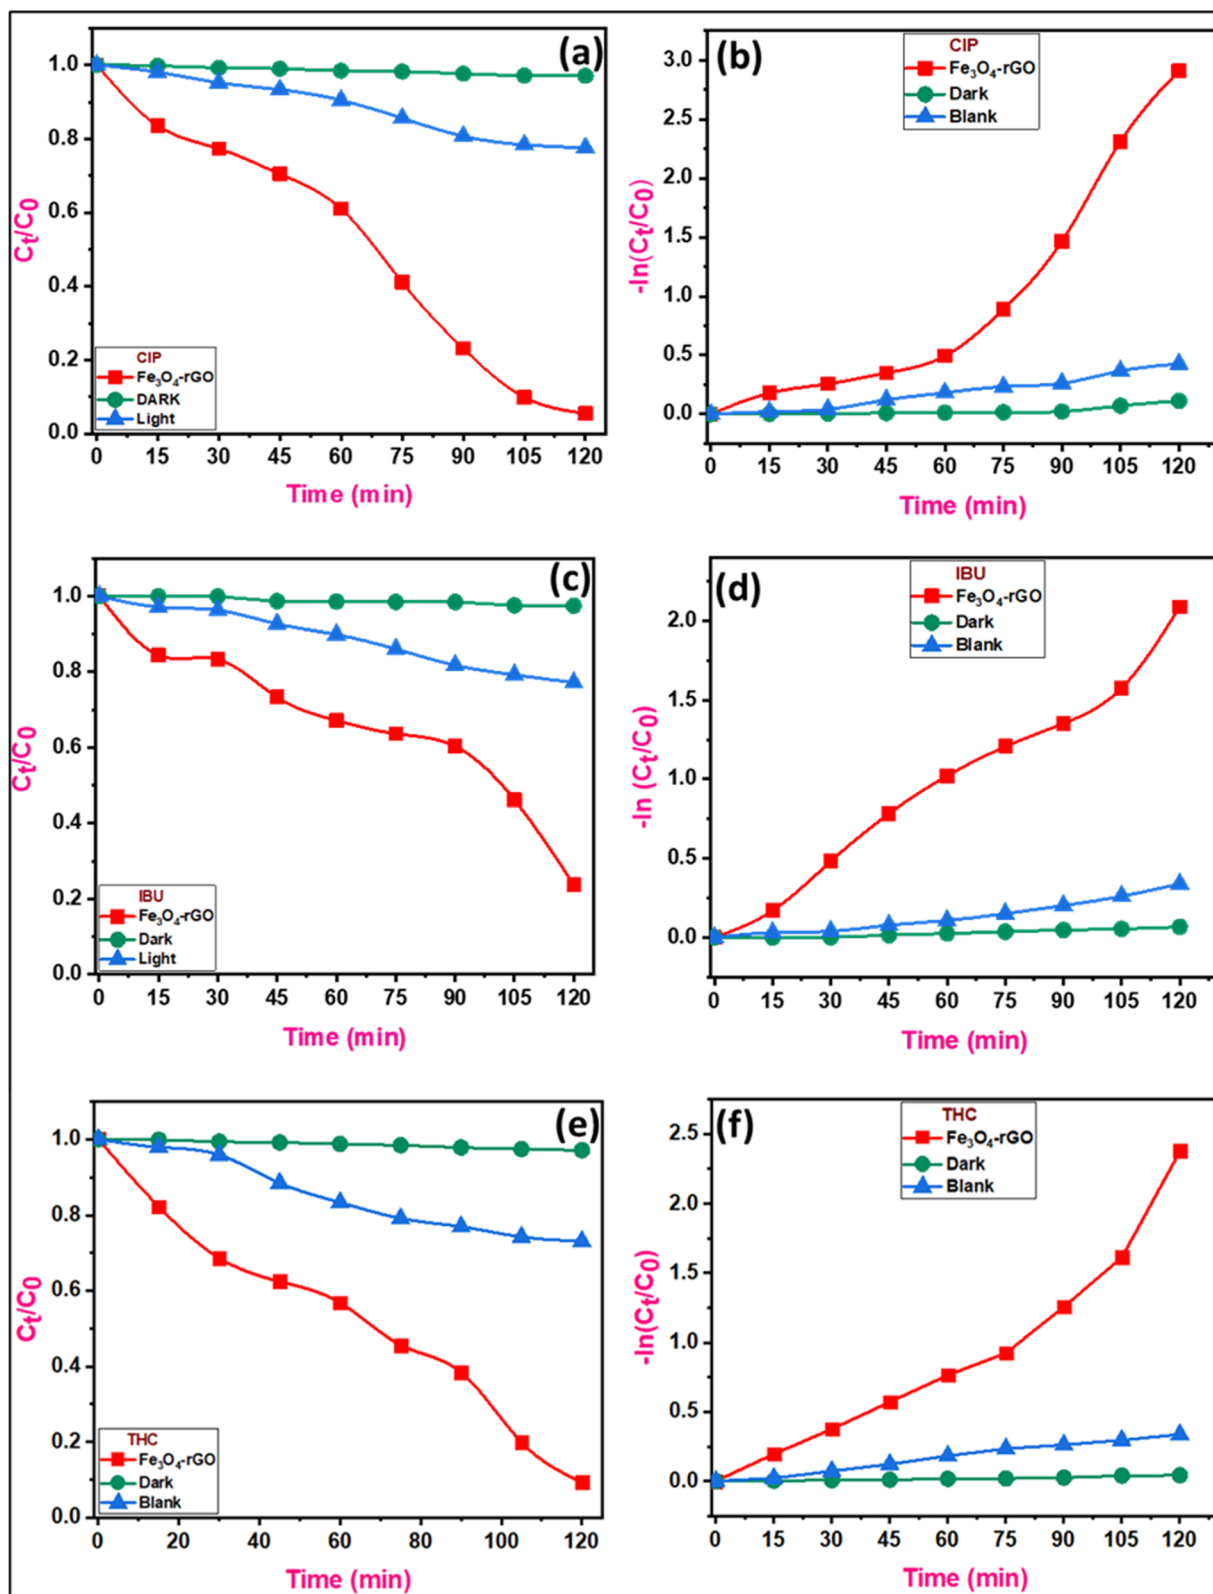 (a)
1.0
0.8
0.6
0.4
0.2
0.0
Ct/C0
CIP
Fe3O4-rGO
DARK
Light
0 15 30 45 60 75 90 105 120
Time (min)
(b)
3.0
2.5
2.0
1.5
1.0
0.5
0.0
-ln(Ct/C0)
CIP
Fe3O4-rGO
Dark
Blank
0 15 30 45 60 75 90 105 120
Time (min)
(c)
1.0
0.8
0.6
0.4
0.2
0.0
Ct/C0
IBU
Fe3O4-rGO
Dark
Light
0 15 30 45 60 75 90 105 120
Time (min)
(d)
2.0
1.5
1.0
0.5
0.0
-ln (Ct/C0)
IBU
Fe3O4-rGO
Dark
Blank
0 15 30 45 60 75 90 105 120
Time (min)
(e)
1.0
0.8
0.6
0.4
0.2
0.0
Ct/C0
THC
Fe3O4-rGO
Dark
Blank
0 20 40 60 80 100 120
Time (min)
(f)
2.5
2.0
1.5
1.0
0.5
0.0
-ln(Ct/C0)
THC
Fe3O4-rGO
Dark
Blank
0 15 30 45 60 75 90 105 120
Time (min)